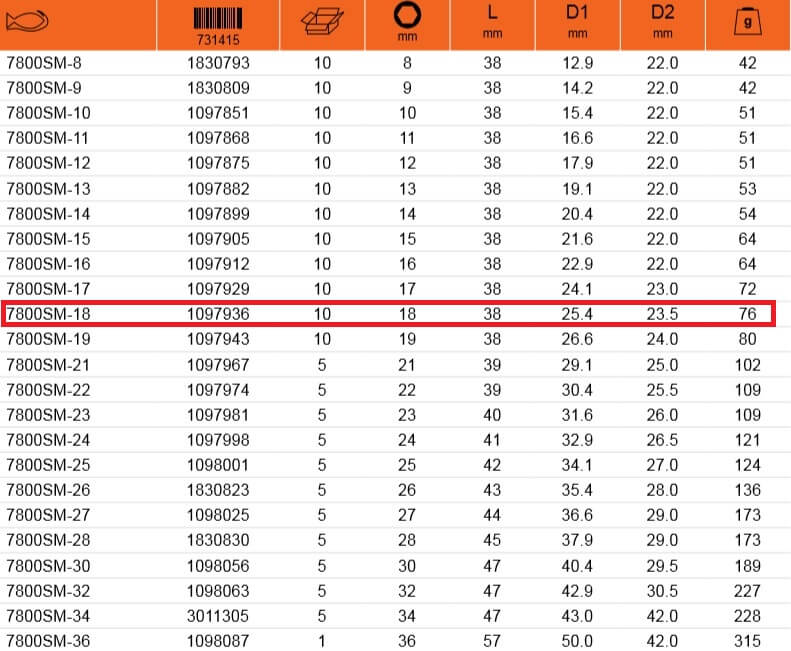 731415 mm L mm D1 mm D2 mm g
7800SM-8 1830793 10 8 38 12.9 22.0 42
7800SM-9 1830809 10 9 38 14.2 22.0 42
7800SM-10 1097851 10 10 38 15.4 22.0 51
7800SM-11 1097868 10 11 38 16.6 22.0 51
7800SM-12 1097875 10 12 38 17.9 22.0 51
7800SM-13 1097882 10 13 38 19.1 22.0 53
7800SM-14 1097899 10 14 38 20.4 22.0 54
7800SM-15 1097905 10 15 38 21.6 22.0 64
7800SM-16 1097912 10 16 38 22.9 22.0 64
7800SM-17 1097929 10 17 38 24.1 23.0 72
7800SM-18 1097936 10 18 38 25.4 23.5 76
7800SM-19 1097943 10 19 38 26.6 24.0 80
7800SM-21 1097967 5 21 39 29.1 25.0 102
7800SM-22 1097974 5 22 39 30.4 25.5 109
7800SM-23 1097981 5 23 40 31.6 26.0 109
7800SM-24 1097998 5 24 41 32.9 26.5 121
7800SM-25 1098001 5 25 42 34.1 27.0 124
7800SM-26 1830823 5 26 43 35.4 28.0 136
7800SM-27 1098025 5 27 44 36.6 29.0 173
7800SM-28 1830830 5 28 45 37.9 29.0 173
7800SM-30 1098056 5 30 47 40.4 29.5 189
7800SM-32 1098063 5 32 47 42.9 30.5 227
7800SM-34 3011305 5 34 47 43.0 42.0 228
7800SM-36 1098087 1 36 57 50.0 42.0 315